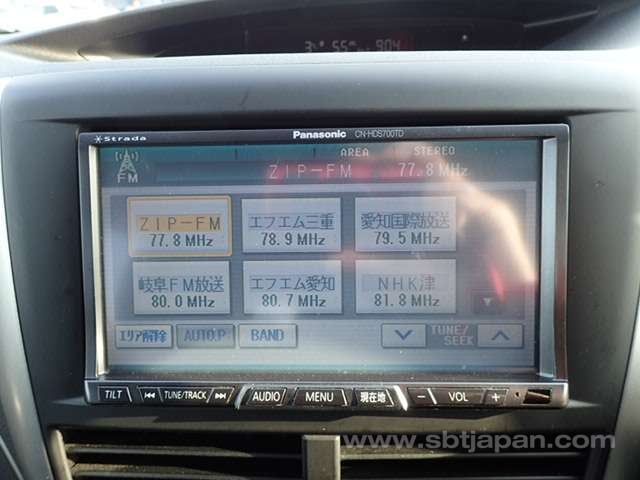 3 55 904
Strada Panasonic CN-HDS700TD
FM AREA STEREO
ZIP-FM 77.8 MHz
ZIP-FM エフエム三重 愛知国際放送
77.8 MHz 78.9 MHz 79.5 MHz
岐阜FM放送 エフエム愛知 NHK津
80.0 MHz 80.7 MHz 81.8 MHz
エリア解除 AUTO.P BAND TUNE/
SEEK
TILT TUNE/TRACK AUDIO MENU 現在地 - VOL +
www.sbtjapan.com